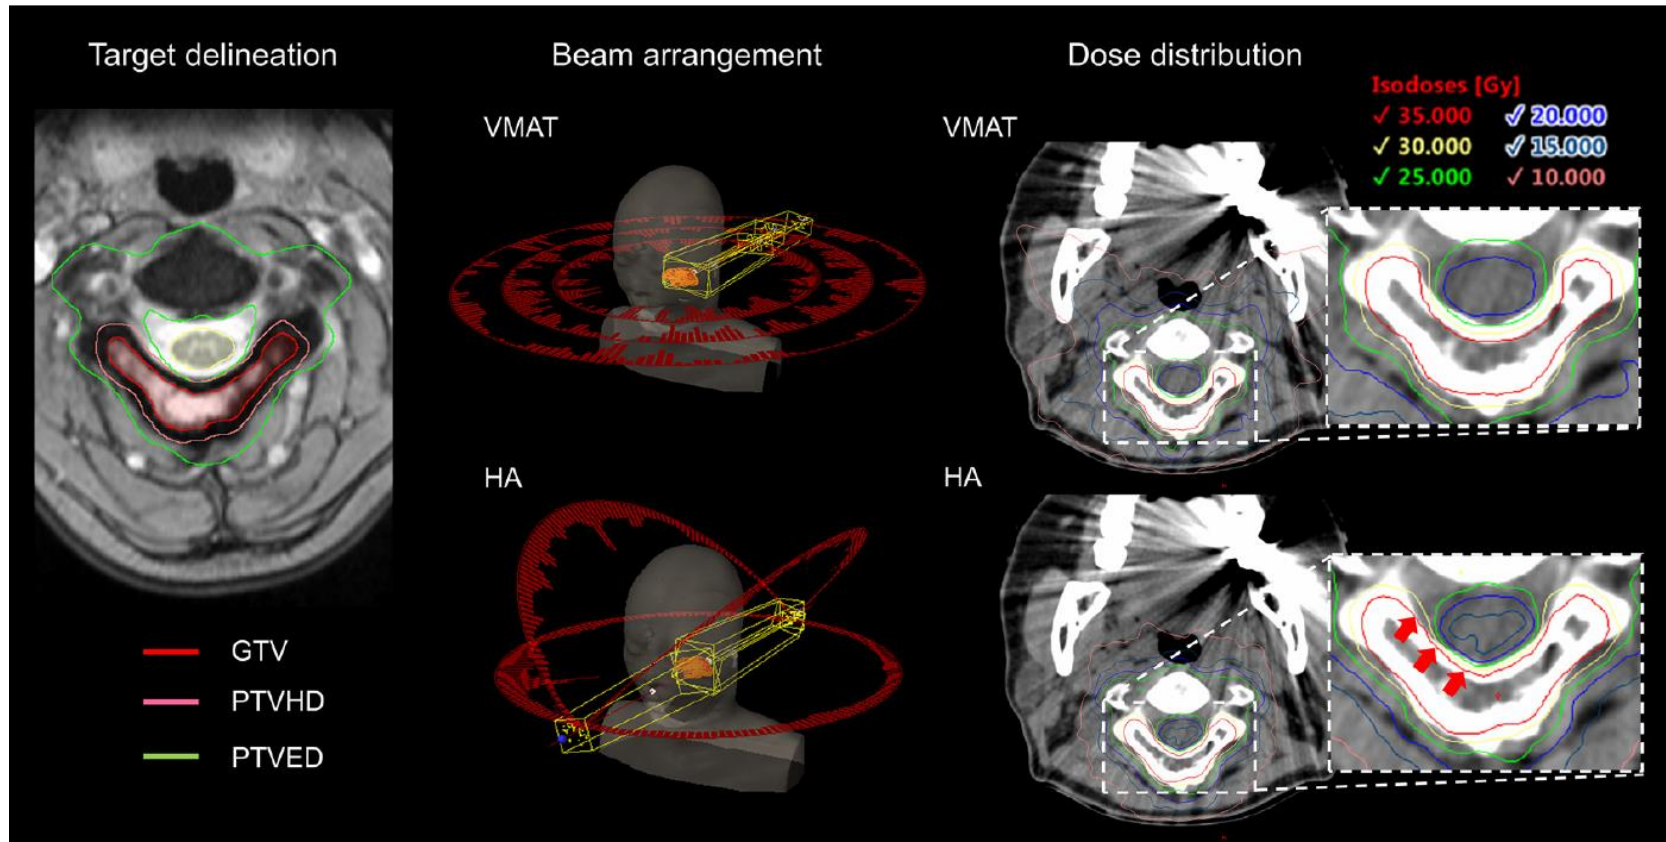 Target delineation
Beam arrangement
Dose distribution
VMAT
VMAT
Isodoses [Gy]
✓ 35.000 ✓ 20.000
✓ 30.000 ✓ 15.000
✓ 25.000 ✓ 10.000
HA
HA
GTV
PTVHD
PTVED